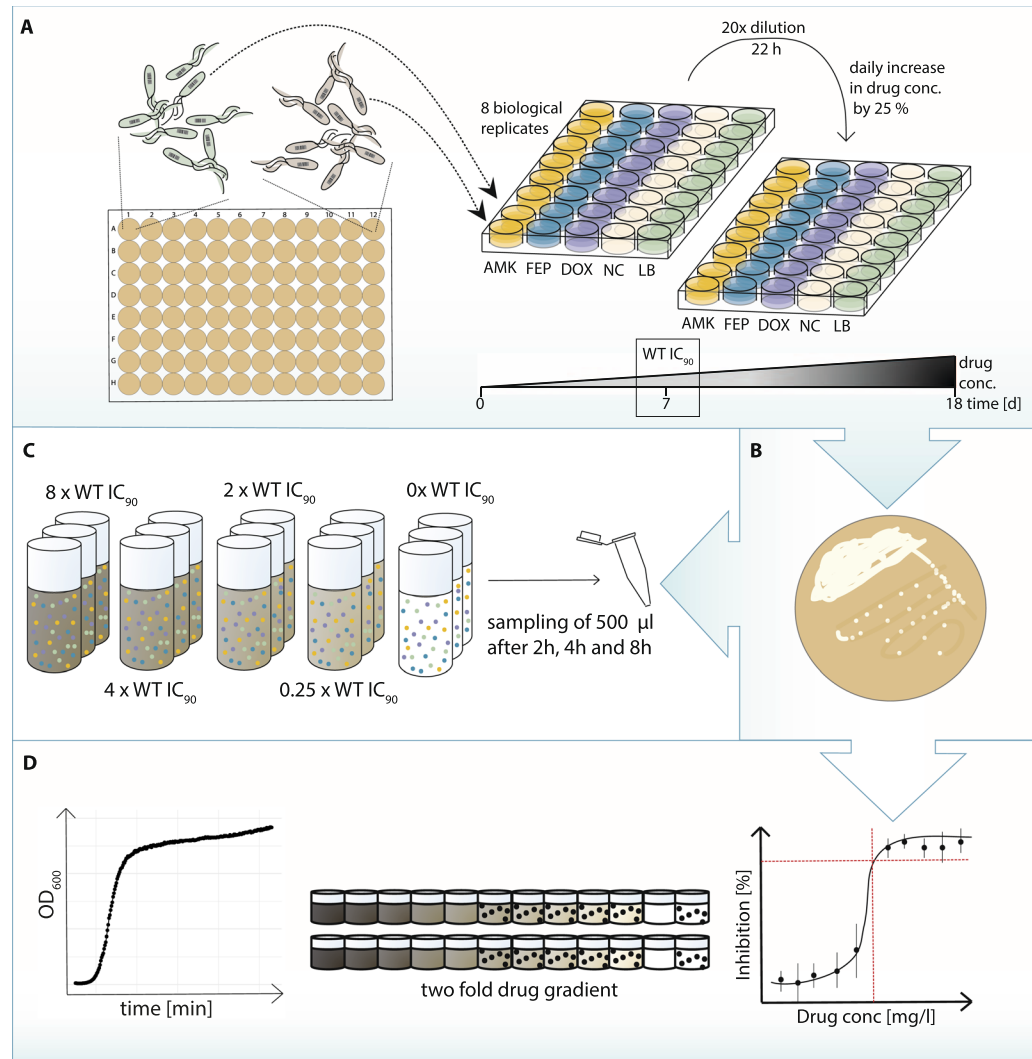 A
20x dilution
22 h
daily increase
in drug conc.
by 25 %
8 biological
replicates
1 2 3 4 5 6 7 8 9 10 11 12
A
B
C
D
E
F
G
H
AMK FEP DOX NC LB
AMK FEP DOX NC LB
WT IC90
drug
conc.
0 7 18 time [d]
C
8 x WT IC90 2 x WT IC90 0x WT IC90
4 x WT IC90 0.25 x WT IC90
sampling of 500 µl
after 2h, 4h and 8h
B
D
OD600
time [min]
two fold drug gradient
Inhibition [%]
Drug conc [mg/l]